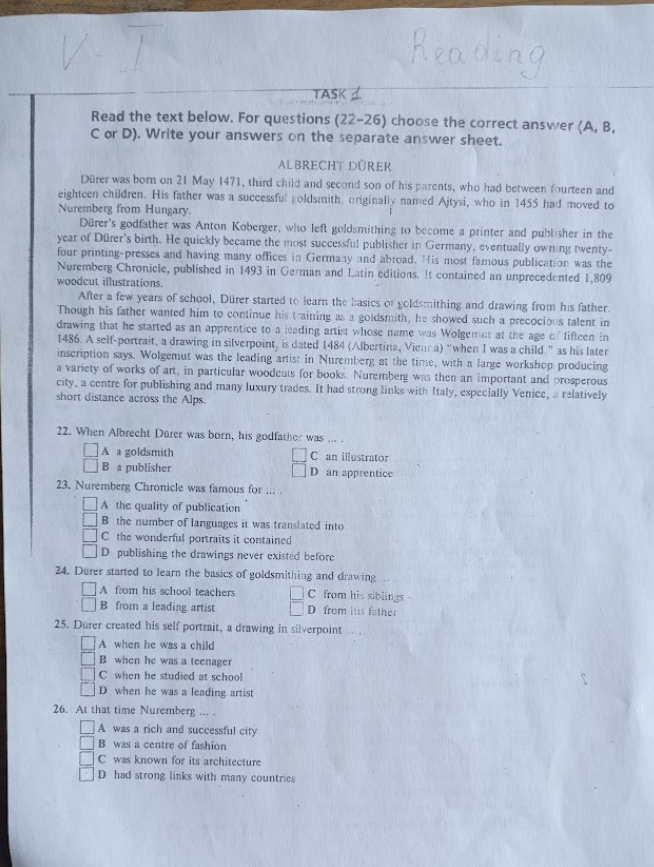 V-I
Reading
TASK 1
Read the text below. For questions (22–26) choose the correct answer (A, B,
C or D). Write your answers on the separate answer sheet.
ALBRECHT DÜRER
Dürer was born on 21 May 1471, third child and second son of his parents, who had between fourteen and
eighteen children. His father was a successful goldsmith, originally named Ajtysi, who in 1455 had moved to
Nuremberg from Hungary.
Dürer's godfather was Anton Koberger, who left goldsmithing to become a printer and publisher in the
year of Dürer's birth. He quickly became the most successful publisher in Germany, eventually owning twenty-
four printing-presses and having many offices in Germany and abroad. His most famous publication was the
Nuremberg Chronicle, published in 1493 in German and Latin editions. It contained an unprecedented 1,809
woodcut illustrations.
After a few years of school, Dürer started to learn the basics of goldsmithing and drawing from his father.
Though his father wanted him to continue his training as a goldsmith, he showed such a precocious talent in
drawing that he started as an apprentice to a leading artist whose name was Wolgemut at the age of fifteen in
1486. A self-portrait, a drawing in silverpoint, is dated 1484 (Albertina, Vienna) "when I was a child," as his later
inscription says. Wolgemut was the leading artist in Nuremberg at the time, with a large workshop producing
a variety of works of art, in particular woodcuts for books. Nuremberg was then an important and prosperous
city, a centre for publishing and many luxury trades. It had strong links with Italy, especially Venice, a relatively
short distance across the Alps.
22. When Albrecht Dürer was born, his godfather was ... .
A a goldsmith
C an illustrator
B a publisher
D an apprentice
23. Nuremberg Chronicle was famous for ... .
A the quality of publication
B the number of languages it was translated into
C the wonderful portraits it contained
D publishing the drawings never existed before
24. Dürer started to learn the basics of goldsmithing and drawing ... .
A from his school teachers
C from his siblings
B from a leading artist
D from his father
25. Dürer created his self portrait, a drawing in silverpoint ... .
A when he was a child
B when he was a teenager
C when he studied at school
D when he was a leading artist
26. At that time Nuremberg ... .
A was a rich and successful city
B was a centre of fashion
C was known for its architecture
D had strong links with many countries